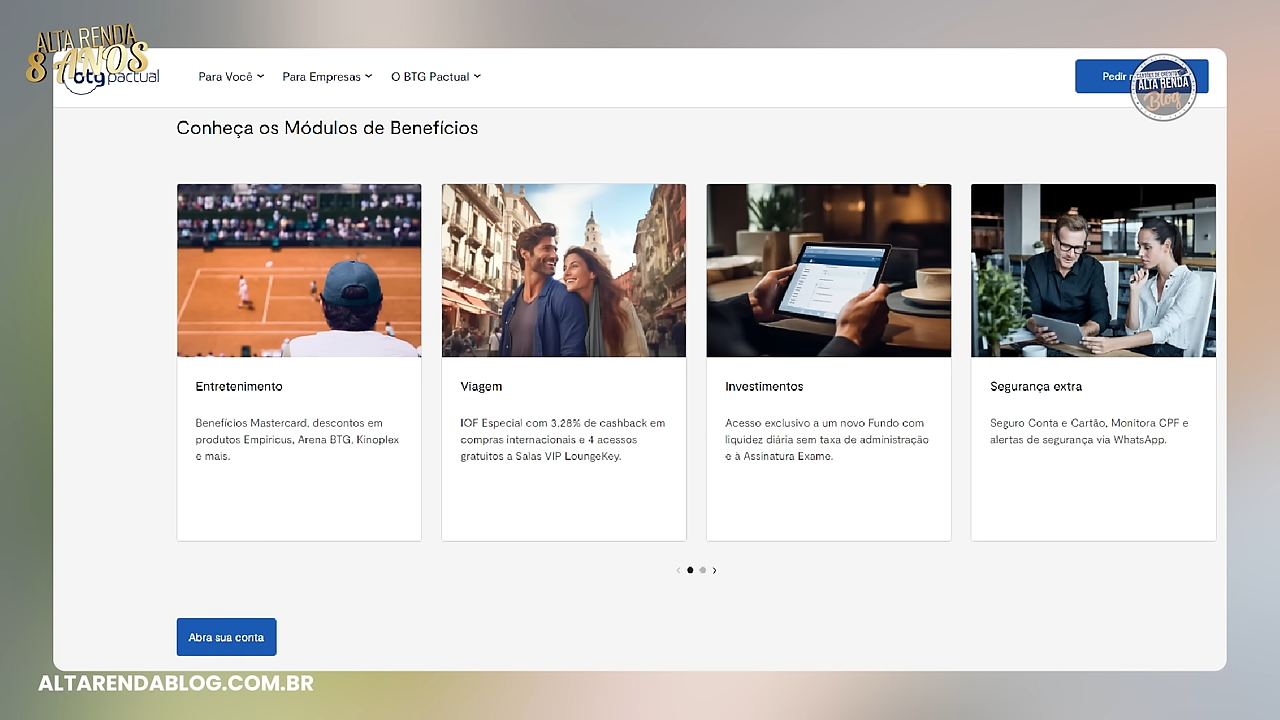 ALTA RENDA
8 ANOS
btg pactual
Para Você
Para Empresas
O BTG Pactual
Pedir
ALTA RENDA
Blog
Conheça os Módulos de Benefícios
Entretenimento
Benefícios Mastercard, descontos em
produtos Empiricus, Arena BTG, Kinoplex
e mais.
Viagem
IOF Especial com 3,28% de cashback em
compras internacionais e 4 acessos
gratuitos a Salas VIP LoungeKey.
Investimentos
Acesso exclusivo a um novo Fundo com
liquidez diária sem taxa de administração
e à Assinatura Exame.
Segurança extra
Seguro Conta e Cartão, Monitora CPF e
alertas de segurança via WhatsApp.
Abra sua conta
ALTARENDABLOG.COM.BR